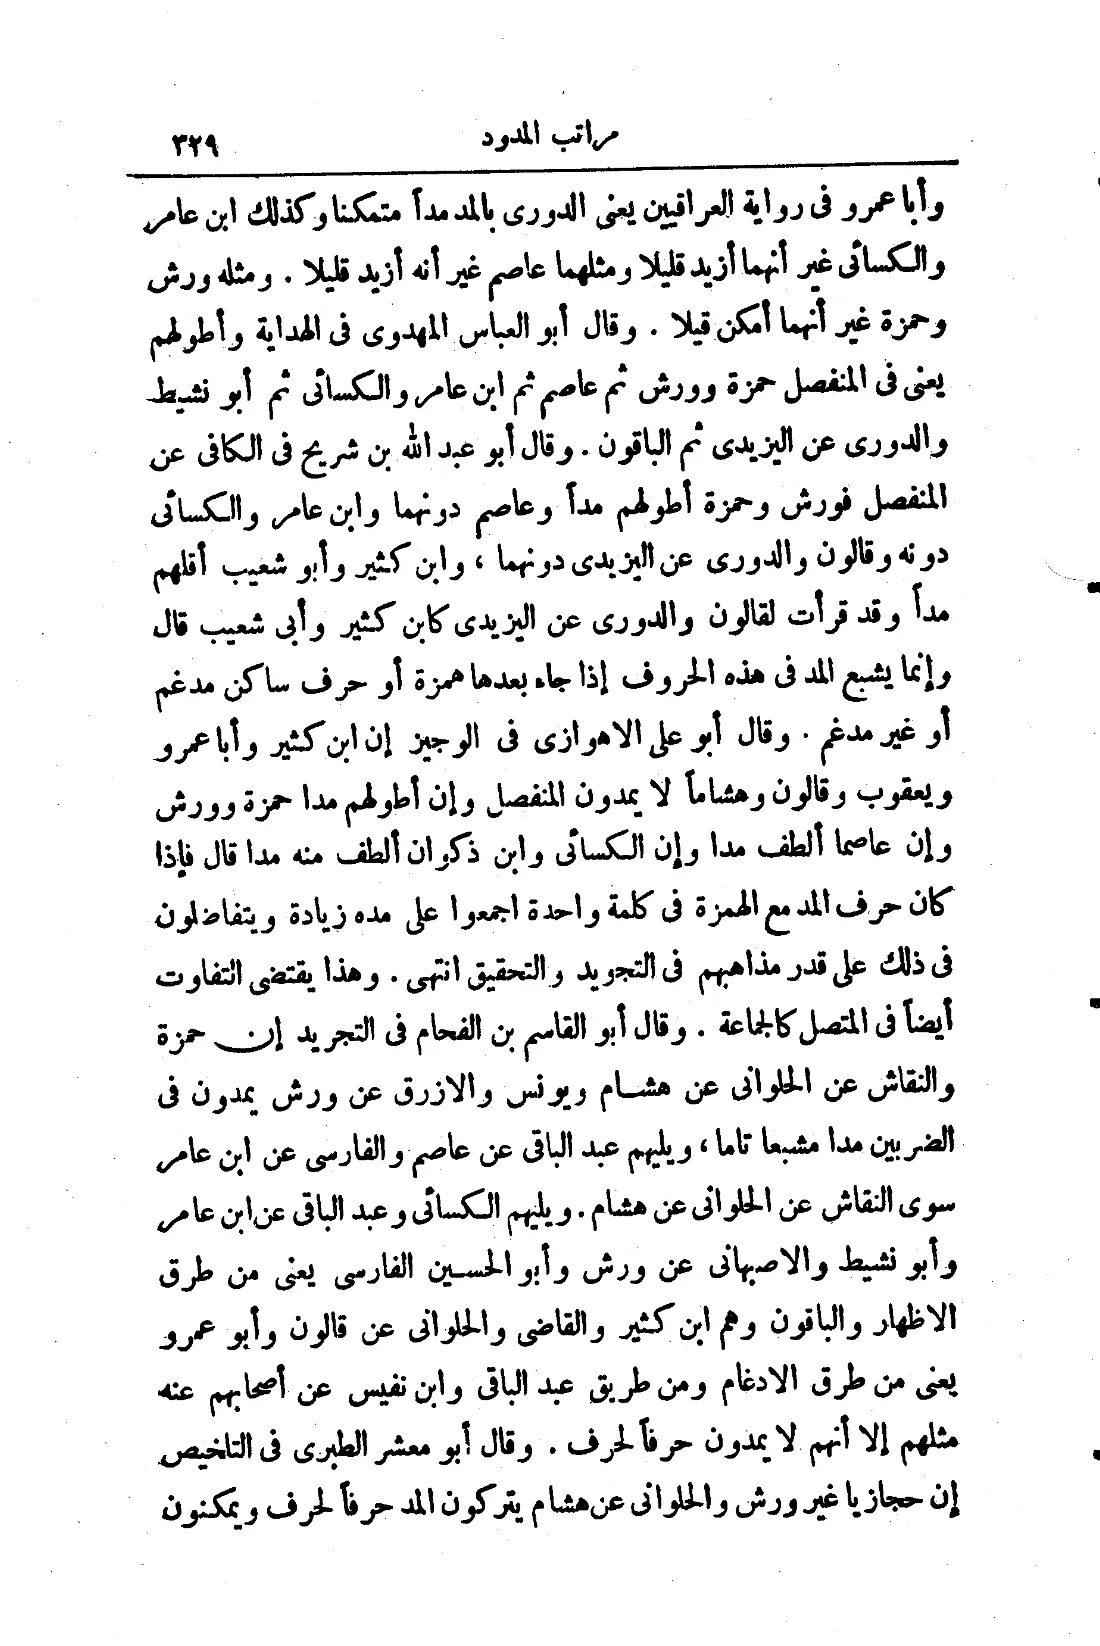 مراتب المدود ٣٢٩
وأبا عمرو فى رواية العراقيين يعنى الدورى بالمد مداً متمكنا وكذلك ابن عامر
والكسائى غير أنهما أزيد قليلا ومثلهما عاصم غير أنه أزيد قليلا . ومثله ورش
وحمزة غير أنهما أمكن قيلا . وقال أبو العباس المهدوى فى الهداية وأطولهم
يعنى فى المنفصل حمزة وورش ثم عاصم ثم ابن عامر والكسائى ثم أبو نشيط
والدورى عن اليزيدى ثم الباقون . وقال أبو عبد الله بن شريح فى الكافى عن
المنفصل فورش وحمزة أطولهم مداً وعاصم دونهما وابن عامر والكسائى
دونه وقالون والدورى عن اليزيدى دونهما ، وابن كثير وأبو شعيب أقلهم
مداً وقد قرأت لقالون والدورى عن اليزيدى كابن كثير وأبى شعيب قال
وإنما يشبع المد فى هذه الحروف إذا جاء بعدها همزة أو حرف ساكن مدغم
أو غير مدغم . وقال أبو على الاهوازى فى الوجيز إن ابن كثير وأبا عمرو
ويعقوب وقالون وهشاماً لا يمدون المنفصل وإن أطولهم مدا حمزة وورش
وإن عاصما ألطف مدا وإن الكسائى وابن ذكوان ألطف منه مدا قال فإذا
كان حرف المد مع الهمزة فى كلمة واحدة اجمعوا على مده زيادة ويتفاضلون
فى ذلك على قدر مذاهبهم فى التجويد والتحقيق انتهى . وهذا يقتضى التفاوت
أيضاً فى المتصل كالجماعة . وقال أبو القاسم بن الفحام فى التجريد إن حمزة
والنقاش عن الحلوانى عن هشام ويونس والازرق عن ورش يمدون فى
الضربين مدا مشبعا تاما ، ويليهم عبد الباقى عن عاصم والفارسى عن ابن عامر
سوى النقاش عن الحلوانى عن هشام . ويليهم الكسائى وعبد الباقى عن ابن عامر
وأبو نشيط والاصبهانى عن ورش وأبو الحسين الفارسى يعنى من طرق
الاظهار والباقون وهم ابن كثير والقاضى والحلوانى عن قالون وأبو عمرو
يعنى من طرق الادغام ومن طريق عبد الباقى وابن نفيس عن أصحابهم عنه
مثلهم إلا أنهم لا يمدون حرفاً لحرف . وقال أبو معشر الطبرى فى التلخيص
إن حجازيا غير ورش والحلوانى عن هشام يتركون المد حرفاً لحرف ويمكنون